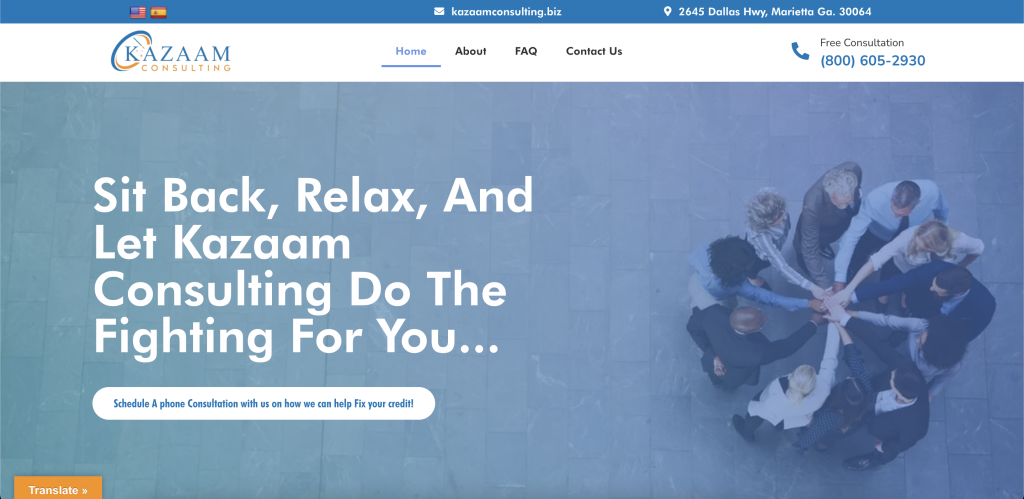 kazaamconsulting.biz
2645 Dallas Hwy, Marietta Ga. 30064
KAZAAM
CONSULTING
Home
About
FAQ
Contact Us
Free Consultation
(800) 605-2930
Sit Back, Relax, And
Let Kazaam
Consulting Do The
Fighting For You...
Schedule A phone Consultation with us on how we can help Fix your credit!
Translate »